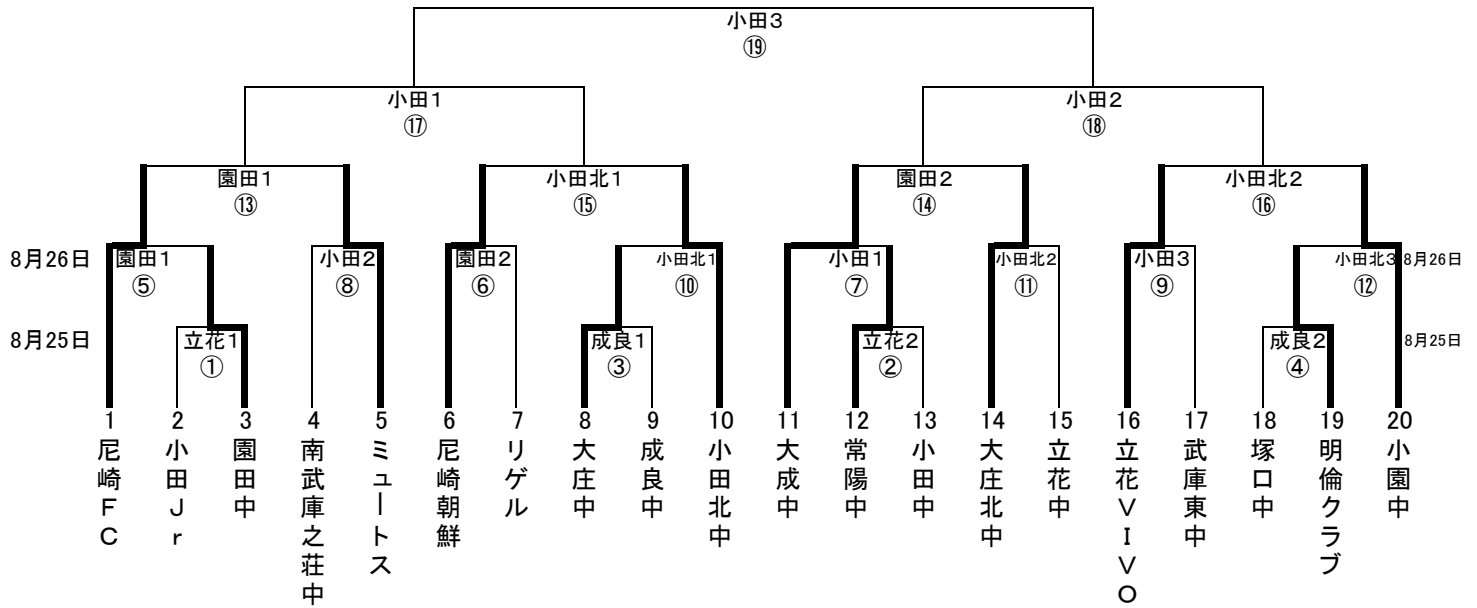 小田3
⑲
小田1
⑰
小田2
⑱
園田1
⑬
小田北1
⑮
園田2
⑭
小田北2
⑯
8月26日
園田1
⑤
小田2
⑧
園田2
⑥
小田北1
⑩
小田1
⑦
小田北2
⑪
小田3
⑨
小田北3
⑫
8月26日
8月25日
立花1
①
成良1
③
立花2
②
成良2
④
8月25日
1
尼崎FC
2
小田Jr
3
園田中
4
南武庫之荘中
5
ミュートス
6
尼崎朝鮮
7
リゲル
8
大庄中
9
成良中
10
小田北中
11
大成中
12
常陽中
13
小田中
14
大庄北中
15
立花中
16
立花VIVO
17
武庫東中
18
塚口中
19
明倫クラブ
20
小園中